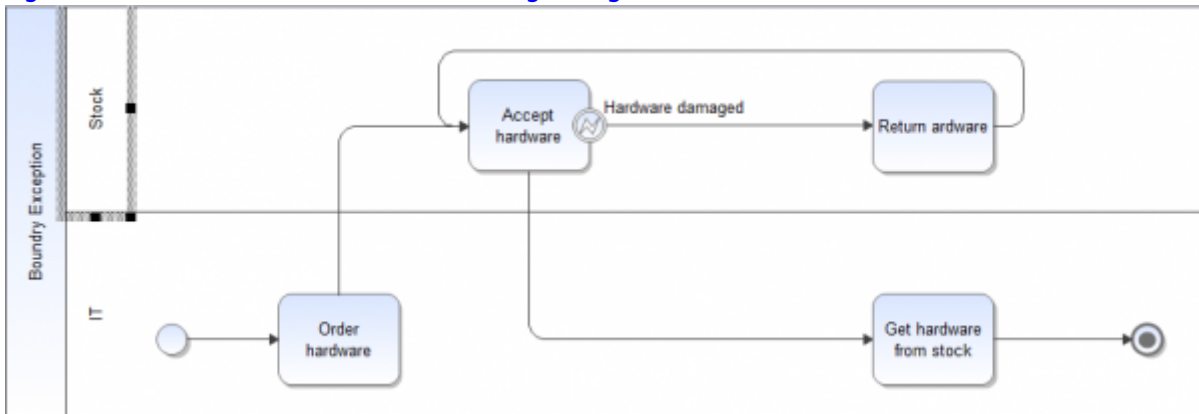 Boundry Exception
Stock
Accept
hardware
Hardware damaged
Return ardware
IT
Order
hardware
Get hardware
from stock